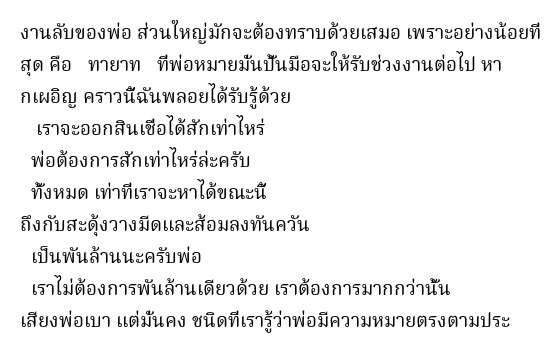 งานลับของพ่อ ส่วนใหญ่มักจะต้องทราบด้วยเสมอ เพราะอย่างน้อยที่
สุด คือ ทายาท ที่พ่อหมายมั่นปั้นมือจะให้รับช่วงงานต่อไป หา
กเผอิญ คราวนี้ฉันพลอยได้รับรู้ด้วย
เราจะออกสินเชื่อได้สักเท่าไหร่
พ่อต้องการสักเท่าไหร่ล่ะครับ
ทั้งหมด เท่าที่เราจะหาได้ขณะนี้
ถึงกับสะดุ้งวางมีดและส้อมลงทันควัน
เป็นพันล้านนะครับพ่อ
เราไม่ต้องการพันล้านเดียวด้วย เราต้องการมากกว่านั้น
เสียงพ่อเบา แต่มั่นคง ชนิดที่เรารู้ว่าพ่อมีความหมายตรงตามประ